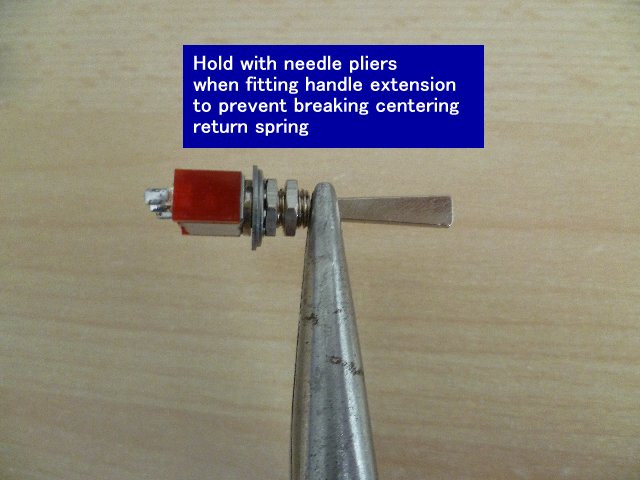 Hold with needle pliers
when fitting handle extension
to prevent breaking centering
return spring